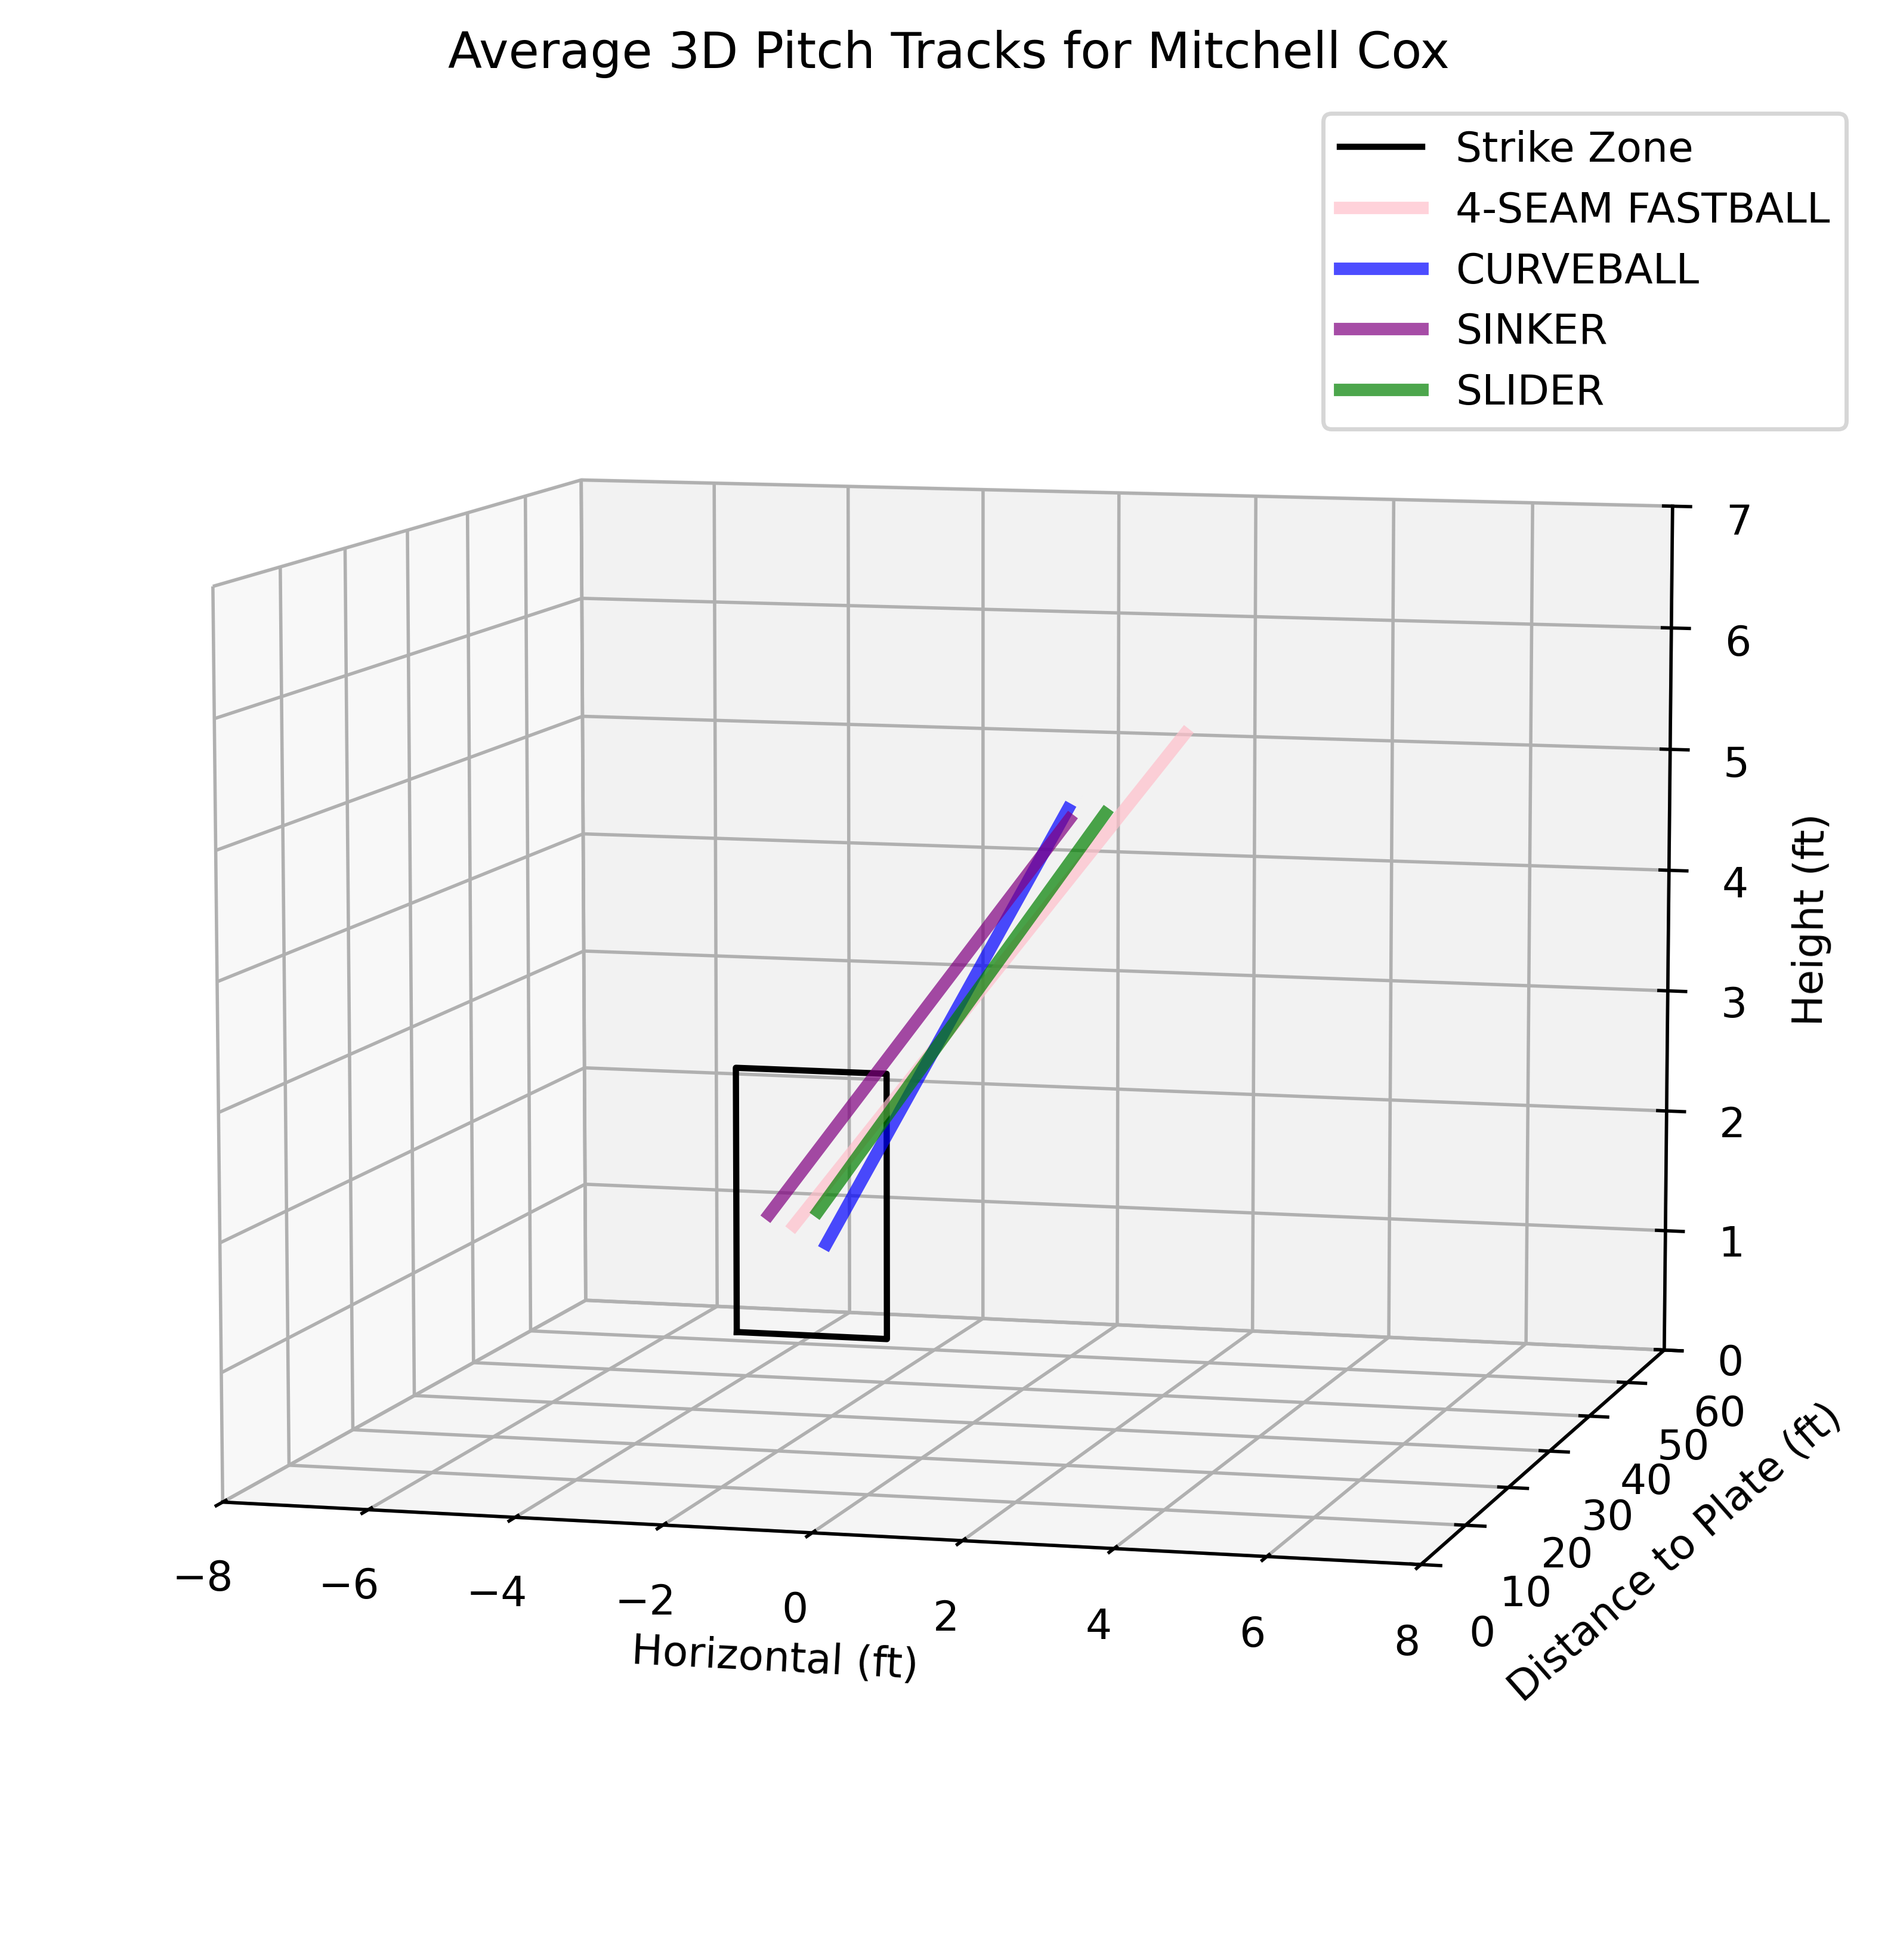 Average 3D Pitch Tracks for Mitchell Cox
Strike Zone
4-SEAM FASTBALL
CURVEBALL
SINKER
SLIDER
7
6
5
4
3
2
1
0
Height (ft)
60
50
40
30
20
10
0
Distance to Plate (ft)
−8
−6
−4
−2
0
2
4
6
8
Horizontal (ft)